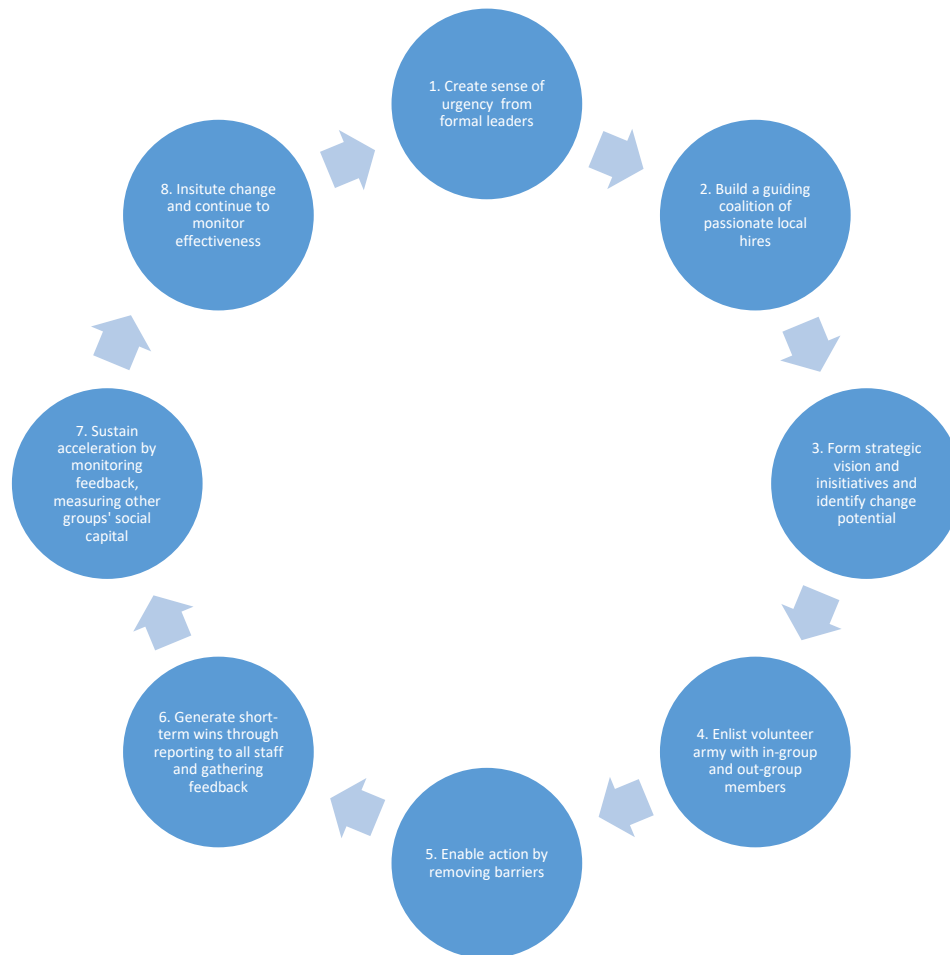 1. Create sense of
urgency from
formal leaders
2. Build a guiding
coalition of
passionate local
hires
3. Form strategic
vision and
inisitiatives and
identify change
potential
4. Enlist volunteer
army with in-group
and out-group
members
5. Enable action by
removing barriers
6. Generate short-
term wins through
reporting to all staff
and gathering
feedback
7. Sustain
acceleration by
monitoring
feedback,
measuring other
groups' social
capital
8. Insitute change
and continue to
monitor
effectiveness